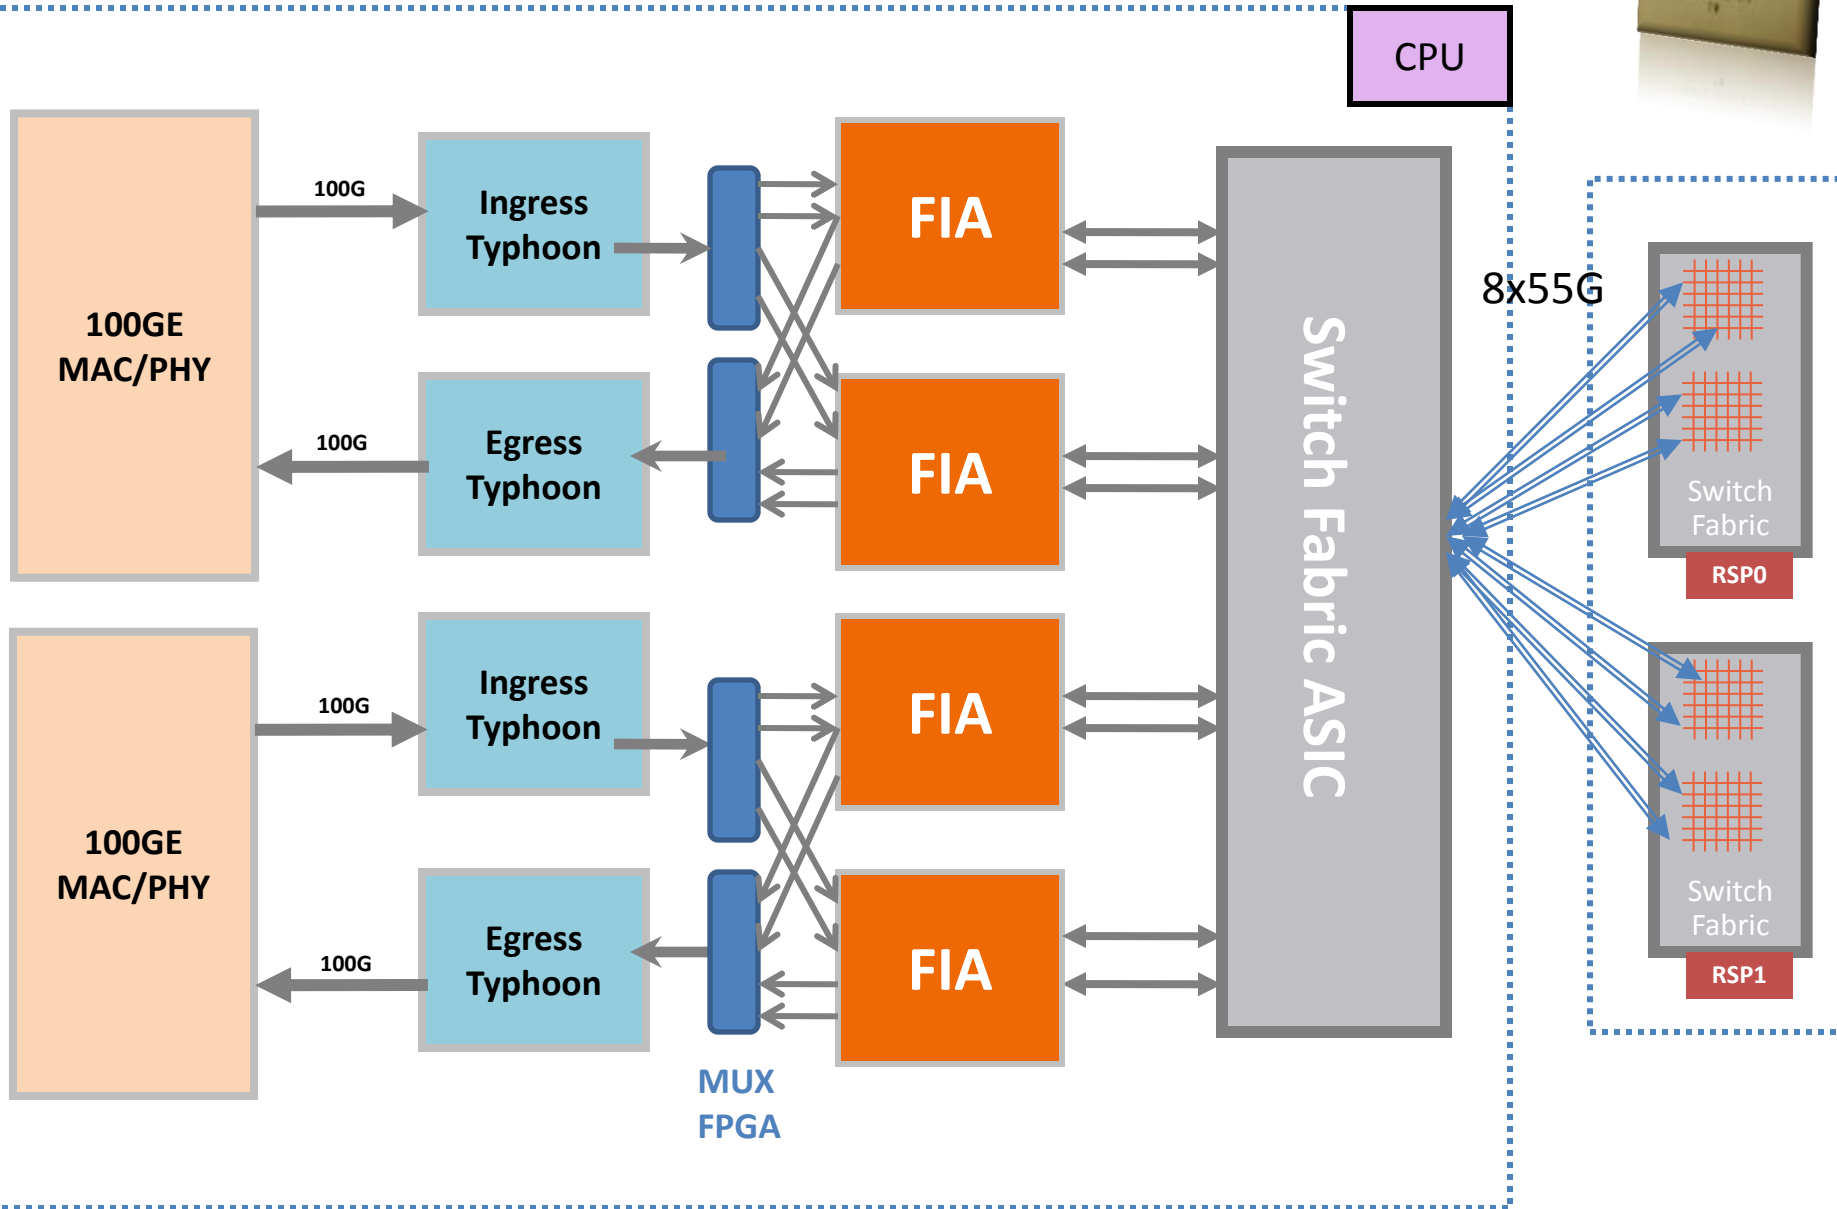 CPU
100GE
MAC/PHY
100G
Ingress
Typhoon
FIA
8x55G
100G
Egress
Typhoon
FIA
Switch Fabric ASIC
Switch
Fabric
RSP0
100GE
MAC/PHY
100G
Ingress
Typhoon
FIA
100G
Egress
Typhoon
FIA
Switch
Fabric
RSP1
MUX
FPGA